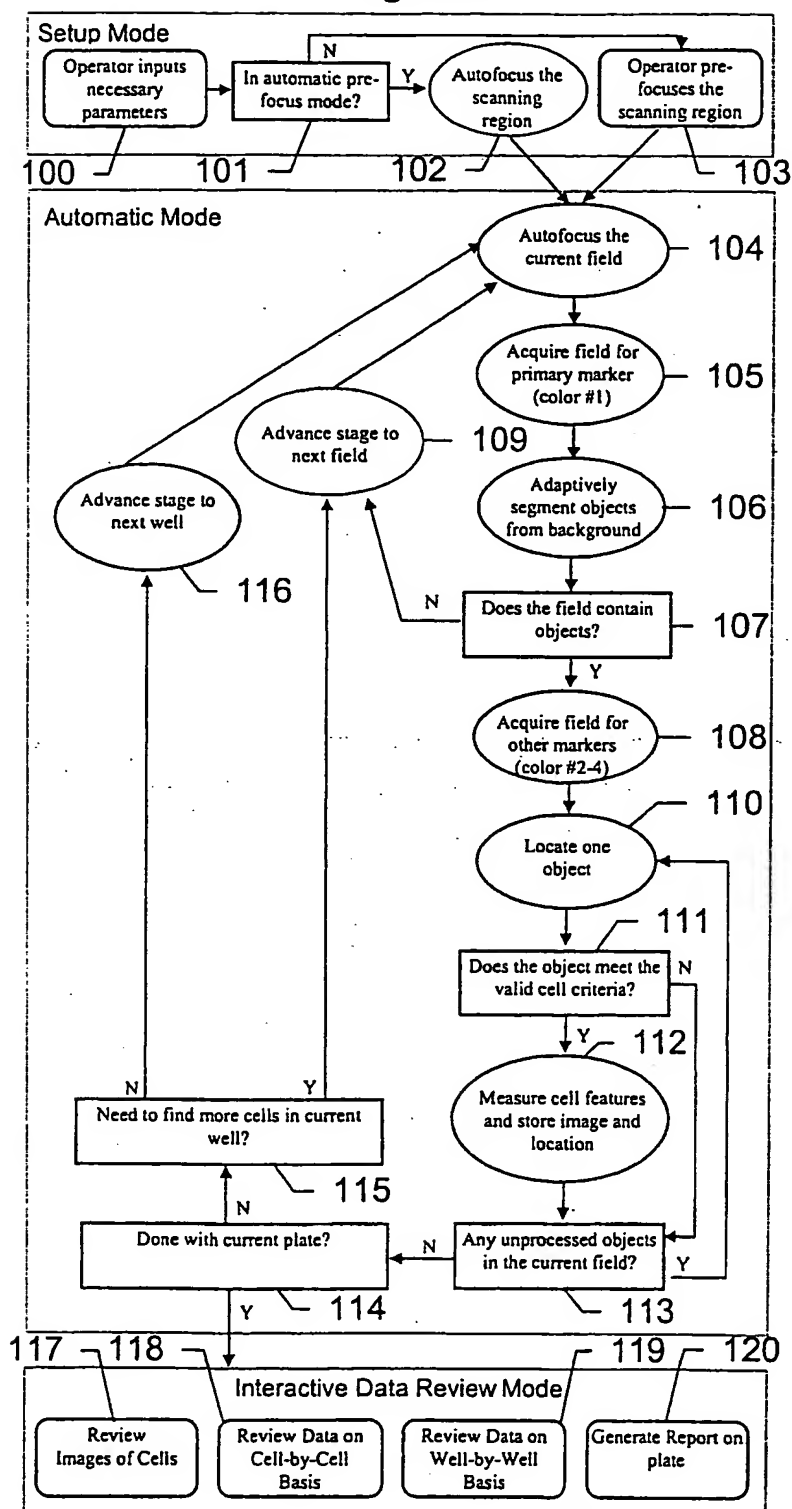 Setup Mode
N
Operator inputs
necessary
parameters
In automatic pre-
focus mode?
Y
Autofocus the
scanning
region
Operator pre-
focuses the
scanning region
100
101
102
103
Automatic Mode
Autofocus the
current field
104
Acquire field for
primary marker
(color #1)
105
Advance stage to
next field
109
Adaptively
segment objects
from background
106
Advance stage to
next well
116
N
Does the field contain
objects?
107
Y
Acquire field for
other markers
(color #2-4)
108
110
Locate one
object
111
Does the object meet the
valid cell criteria?
N
Y
112
Measure cell features
and store image and
location
N
Y
Need to find more cells in current
well?
115
N
Done with current plate?
114
N
Any unprocessed objects
in the current field?
Y
113
Y
117
118
119
120
Interactive Data Review Mode
Review
Images of Cells
Review Data on
Cell-by-Cell
Basis
Review Data on
Well-by-Well
Basis
Generate Report on
plate